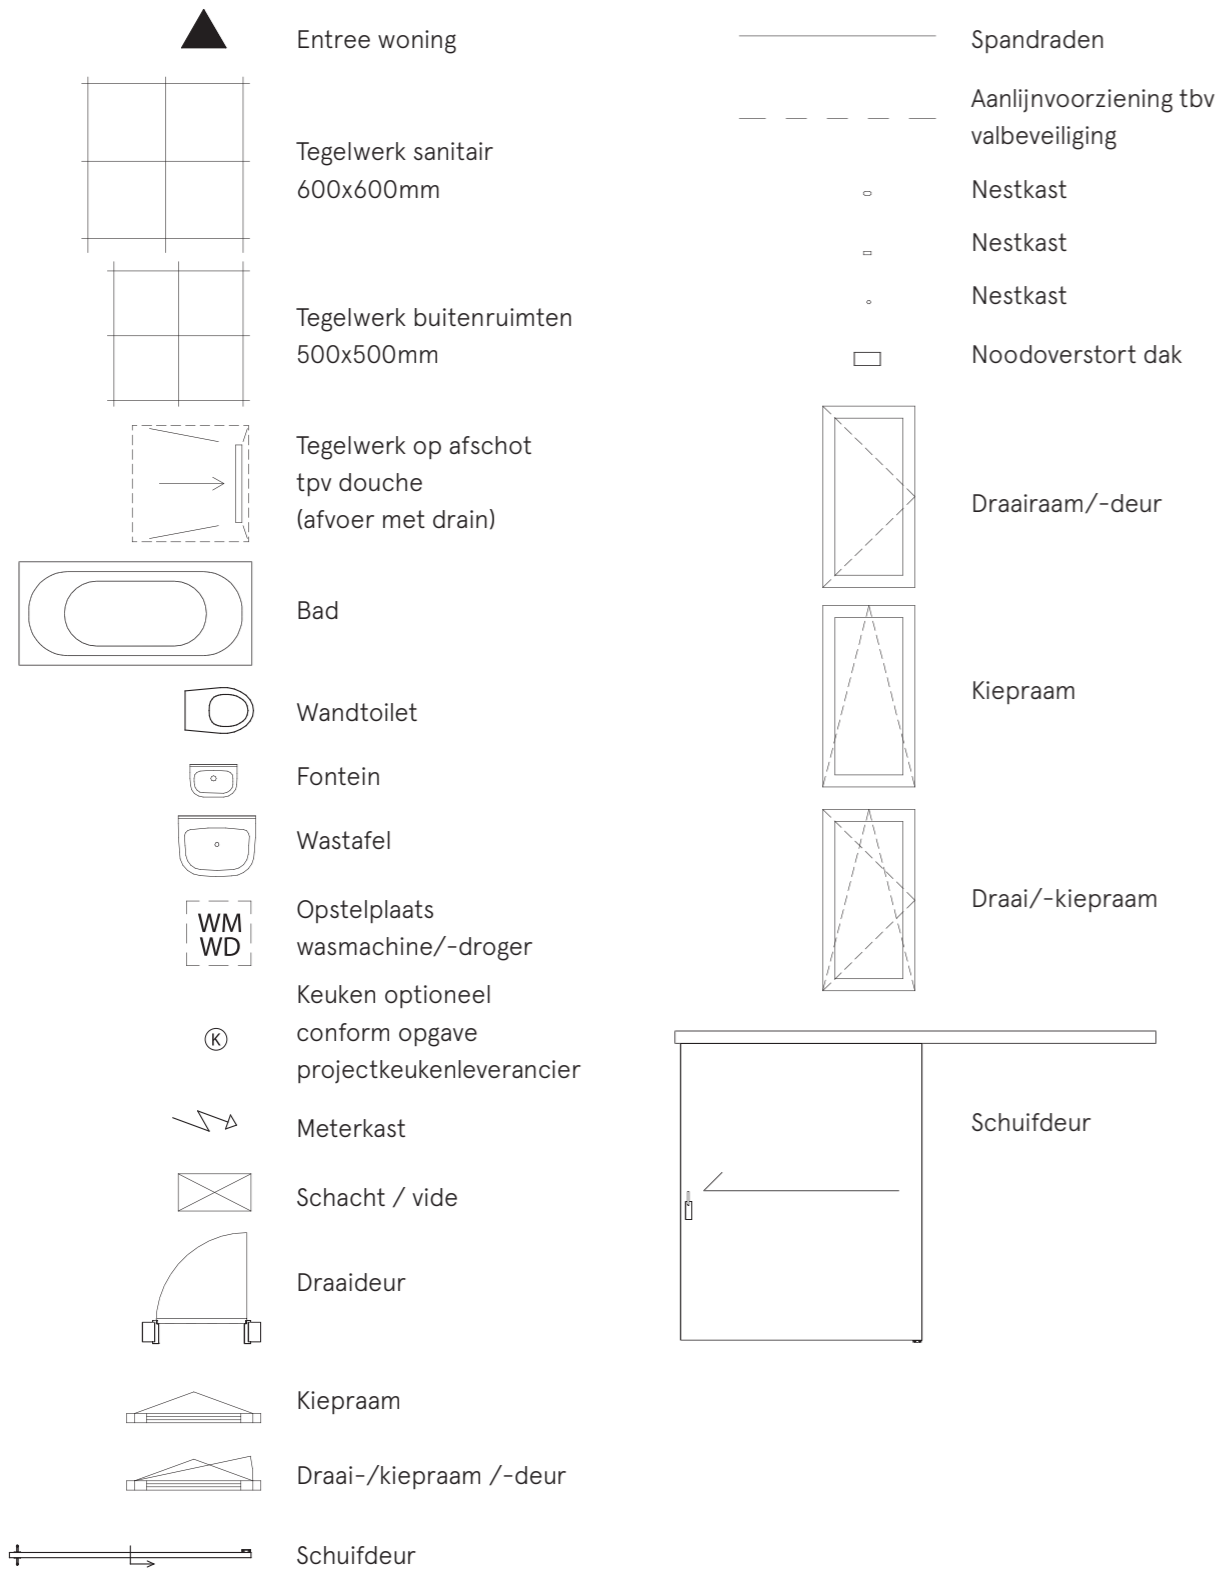 Entree woning
Tegelwerk sanitair
600x600mm
Tegelwerk buitenruimten
500x500mm
Tegelwerk op afschot
tpv douche
(afvoer met drain)
Bad
Wandtoilet
Fontein
Wastafel
WM
WD
Opstelplaats
wasmachine/-droger
Keuken optioneel
conform opgave
projectkeukenleverancier
K
Meterkast
Schacht / vide
Draaideur
Kiepraam
Draai-/kiepraam /-deur
Schuifdeur
Spandraden
Aanlijnvoorziening tbv
valbeveiliging
Nestkast
Nestkast
Nestkast
Noodoverstort dak
Draairaam/-deur
Kiepraam
Draai/-kiepraam
Schuifdeur